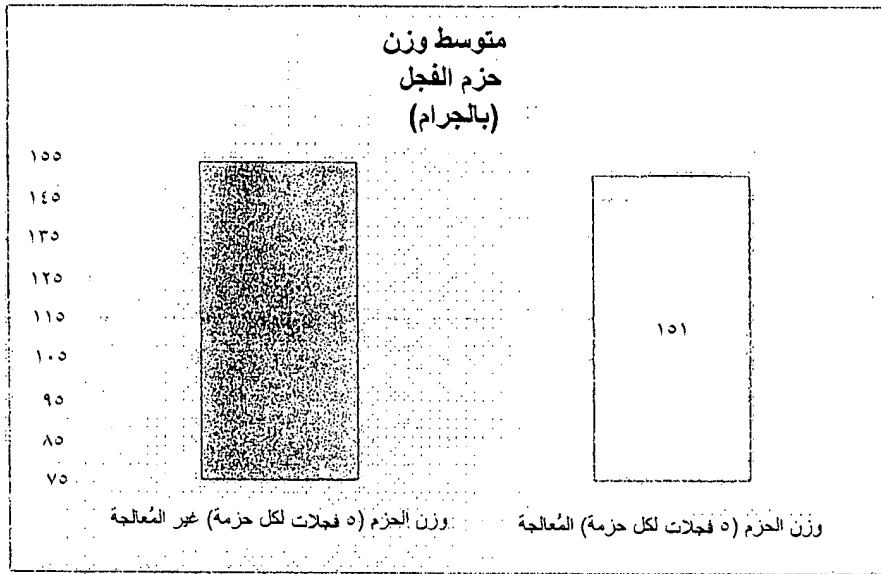 متوسط وزن
حزم الفجل
(بالجرام)
١٥٥
١٤٥
١٣٥
١٢٥
١١٥
١٠٥
٩٥
٨٥
٧٥
١٥١
وزن الحزم (٥ فجلات لكل حزمة) المُعالجة
وزن الحزم (٥ فجلات لكل حزمة) غير المُعالجة